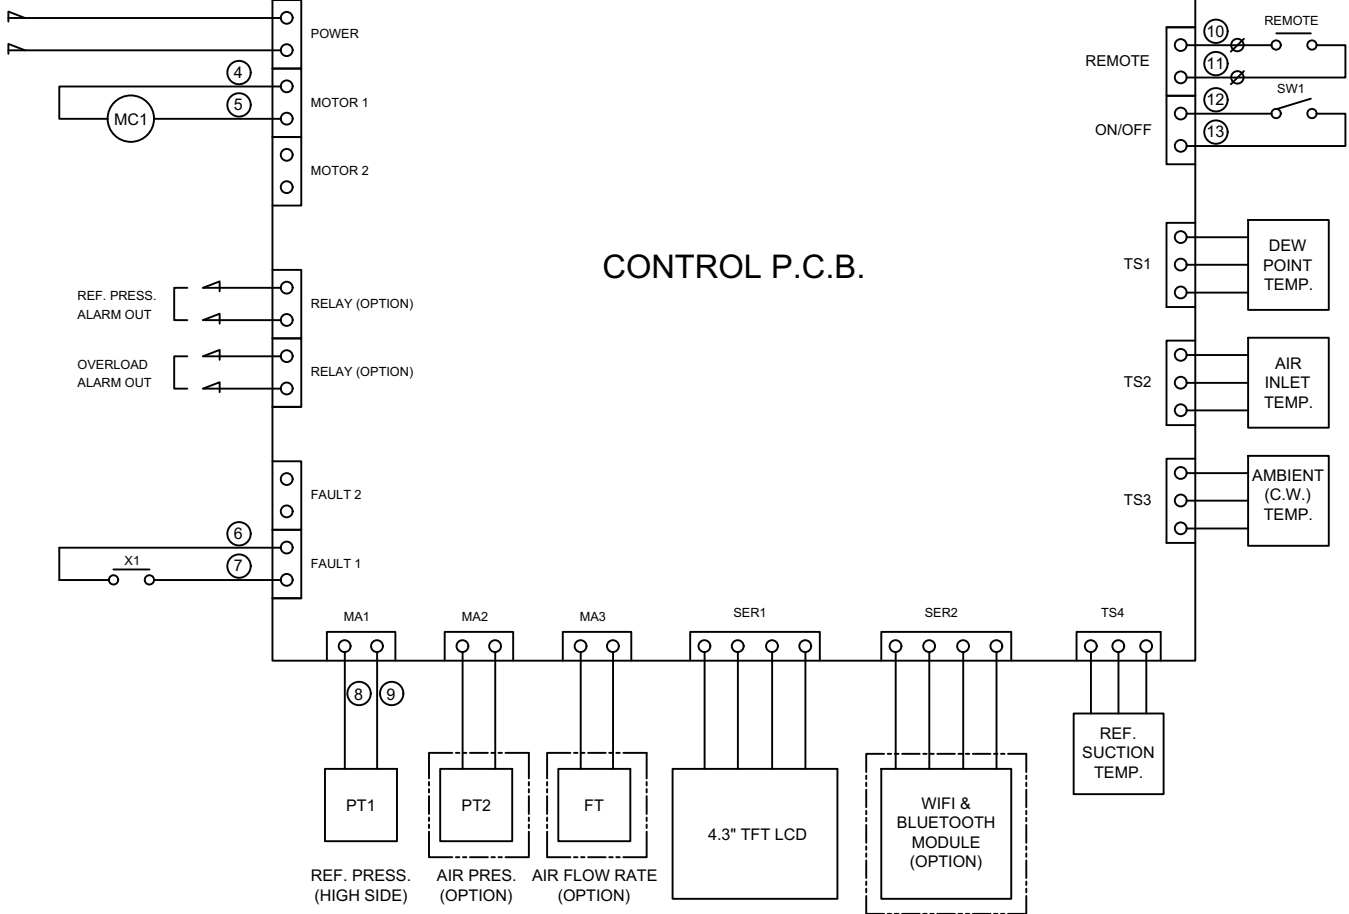 POWER
4
5
MC1
MOTOR 1
MOTOR 2
REF. PRESS.
ALARM OUT
RELAY (OPTION)
OVERLOAD
ALARM OUT
RELAY (OPTION)
FAULT 2
6
7
X1
FAULT 1
CONTROL P.C.B.
REMOTE
10
11
REMOTE
ON/OFF
12
13
SW1
TS1
DEW
POINT
TEMP.
TS2
AIR
INLET
TEMP.
TS3
AMBIENT
(C.W.)
TEMP.
MA1
MA2
MA3
SER1
SER2
TS4
8
9
PT1
REF. PRESS.
(HIGH SIDE)
PT2
AIR PRES.
(OPTION)
FT
AIR FLOW RATE
(OPTION)
4.3" TFT LCD
WIFI &
BLUETOOTH
MODULE
(OPTION)
REF.
SUCTION
TEMP.